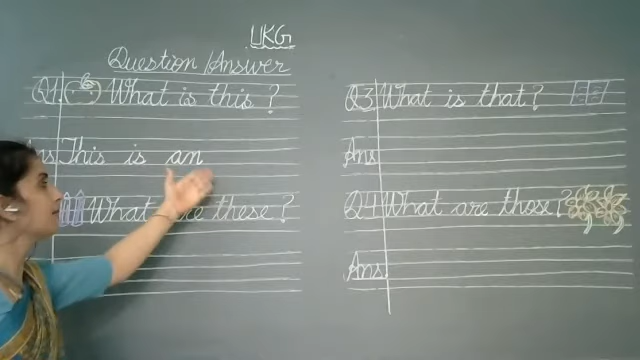 UKG
Question/Answer
Q1. What is this?
Ans This is an
What are these?
Q3 What is that?
Ans
Q4 What are those?
Ans.